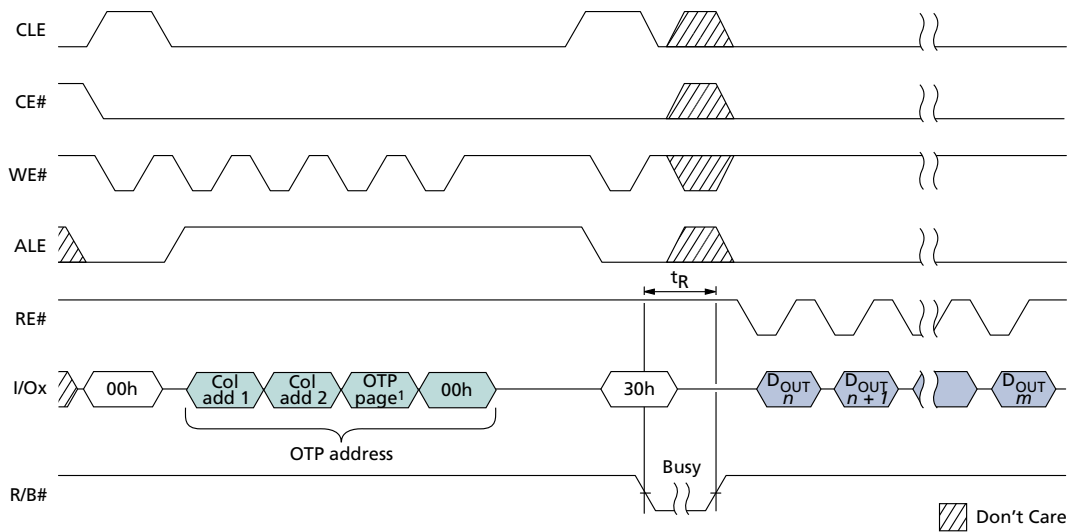 CLE
CE#
WE#
ALE
tR
RE#
I/Ox
00h
Col add 1
Col add 2
OTP page1
00h
30h
DOUT n
DOUT n + 1
DOUT m
OTP address
Busy
R/B#
Don't Care